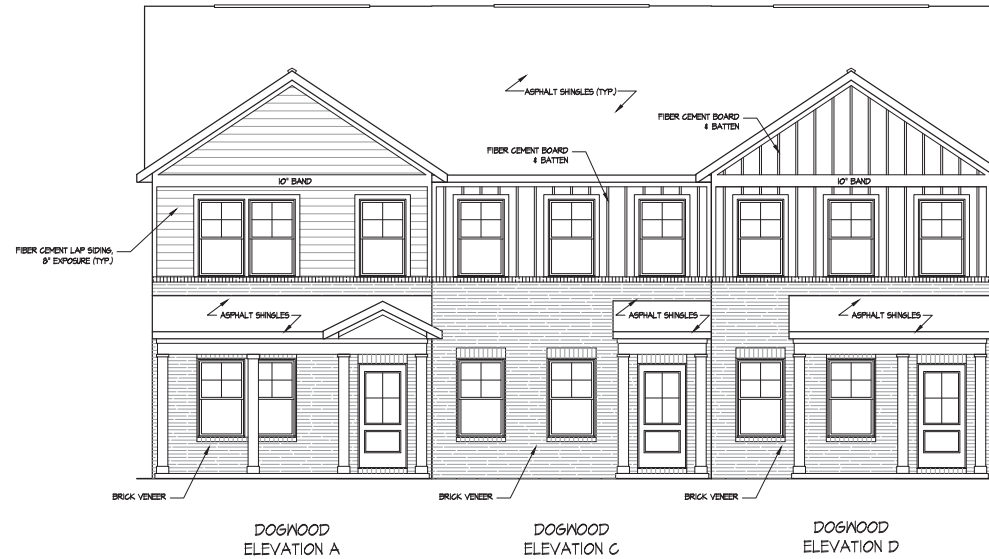 ASPHALT SHINGLES (TYP.)
FIBER CEMENT BOARD
& BATTEN
FIBER CEMENT BOARD
& BATTEN
10" BAND
10" BAND
FIBER CEMENT LAP SIDING,
8" EXPOSURE (TYP.)
ASPHALT SHINGLES
ASPHALT SHINGLES
ASPHALT SHINGLES
BRICK VENEER
BRICK VENEER
BRICK VENEER
DOGWOOD
ELEVATION A
DOGWOOD
ELEVATION C
DOGWOOD
ELEVATION D